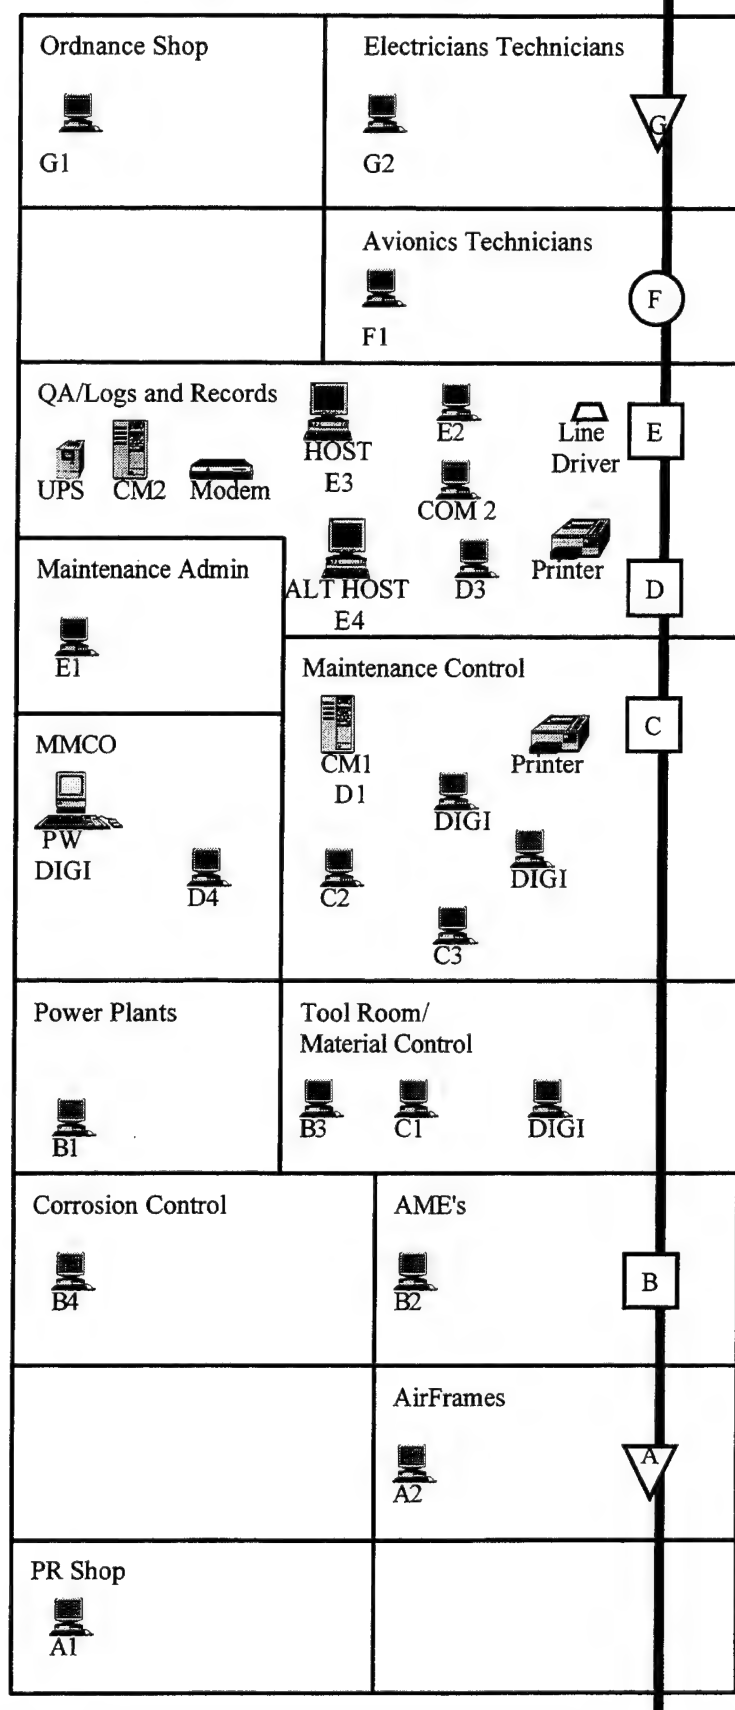 Ordnance Shop
G1
Electricians Technicians
G2
G
Avionics Technicians
F1
F
QA/Logs and Records
UPS
CM2
Modem
HOST
E3
E2
COM 2
Line
Driver
E
ALT HOST
E4
D3
Printer
D
Maintenance Admin
E1
Maintenance Control
CM1
D1
Printer
C
DIGI
DIGI
C2
C3
MMCO
PW
DIGI
D4
Power Plants
B1
Tool Room/
Material Control
B3
C1
DIGI
Corrosion Control
B4
AME's
B2
B
AirFrames
A2
A
PR Shop
A1